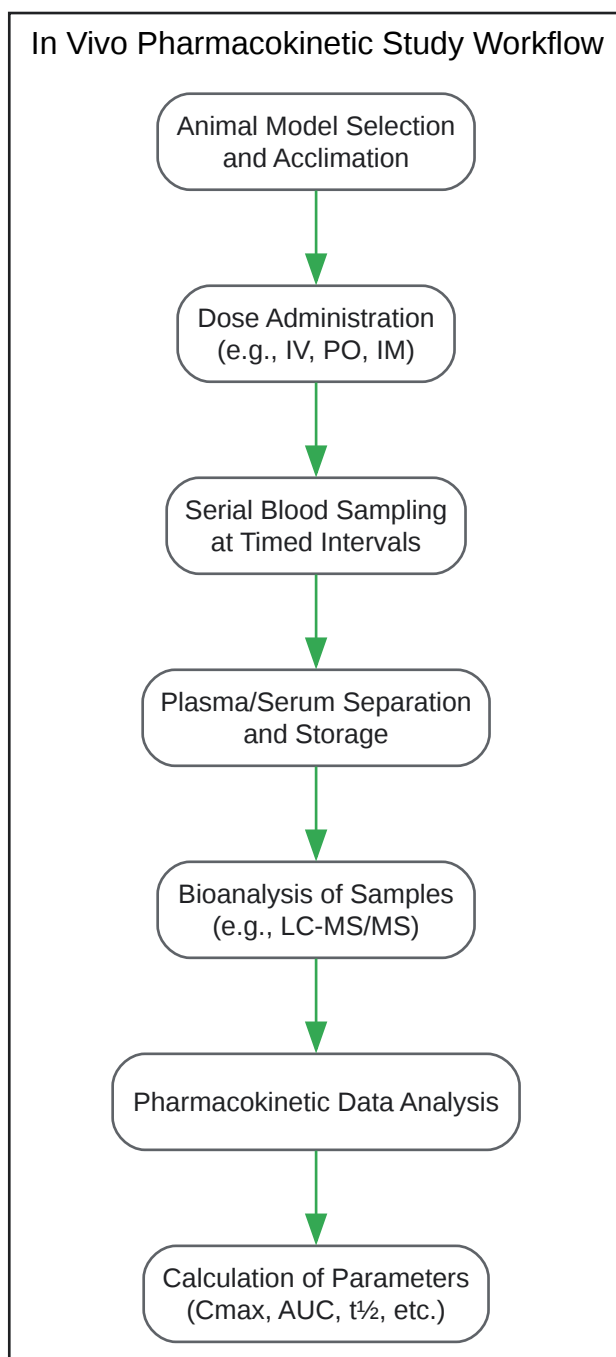 In Vivo Pharmacokinetic Study Workflow
Animal Model Selection
and Acclimation
Dose Administration
(e.g., IV, PO, IM)
Serial Blood Sampling
at Timed Intervals
Plasma/Serum Separation
and Storage
Bioanalysis of Samples
(e.g., LC-MS/MS)
Pharmacokinetic Data Analysis
Calculation of Parameters
(Cmax, AUC, t½, etc.)